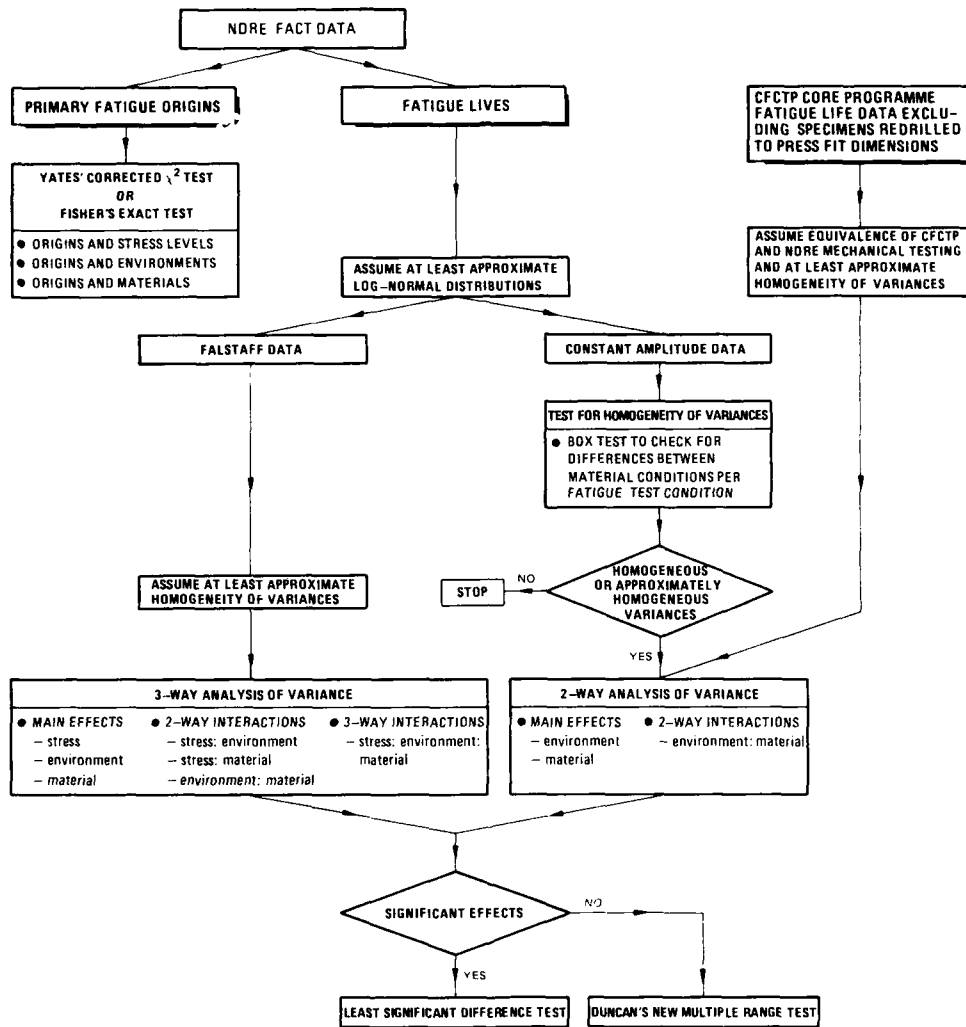 NDRE FACT DATA
PRIMARY FATIGUE ORIGINS
FATIGUE LIVES
CFCTP CORE PROGRAMME
FATIGUE LIFE DATA EXCLU-
DING SPECIMENS REDRILLED
TO PRESS FIT DIMENSIONS
YATES' CORRECTED χ² TEST
OR
FISHER'S EXACT TEST
● ORIGINS AND STRESS LEVELS
● ORIGINS AND ENVIRONMENTS
● ORIGINS AND MATERIALS
ASSUME AT LEAST APPROXIMATE
LOG-NORMAL DISTRIBUTIONS
ASSUME EQUIVALENCE OF CFCTP
AND NDRE MECHANICAL TESTING
AND AT LEAST APPROXIMATE
HOMOGENEITY OF VARIANCES
FALSTAFF DATA
CONSTANT AMPLITUDE DATA
TEST FOR HOMOGENEITY OF VARIANCES
● BOX TEST TO CHECK FOR
DIFFERENCES BETWEEN
MATERIAL CONDITIONS PER
FATIGUE TEST CONDITION
ASSUME AT LEAST APPROXIMATE
HOMOGENEITY OF VARIANCES
STOP
NO
HOMOGENEOUS
OR APPROXIMATELY
HOMOGENEOUS
VARIANCES
YES
3-WAY ANALYSIS OF VARIANCE
● MAIN EFFECTS
– stress
– environment
– material
● 2-WAY INTERACTIONS
– stress: environment
– stress: material
– environment: material
● 3-WAY INTERACTIONS
– stress: environment:
material
2-WAY ANALYSIS OF VARIANCE
● MAIN EFFECTS
– environment
– material
● 2-WAY INTERACTIONS
– environment: material
SIGNIFICANT EFFECTS
NO
YES
LEAST SIGNIFICANT DIFFERENCE TEST
DUNCAN'S NEW MULTIPLE RANGE TEST